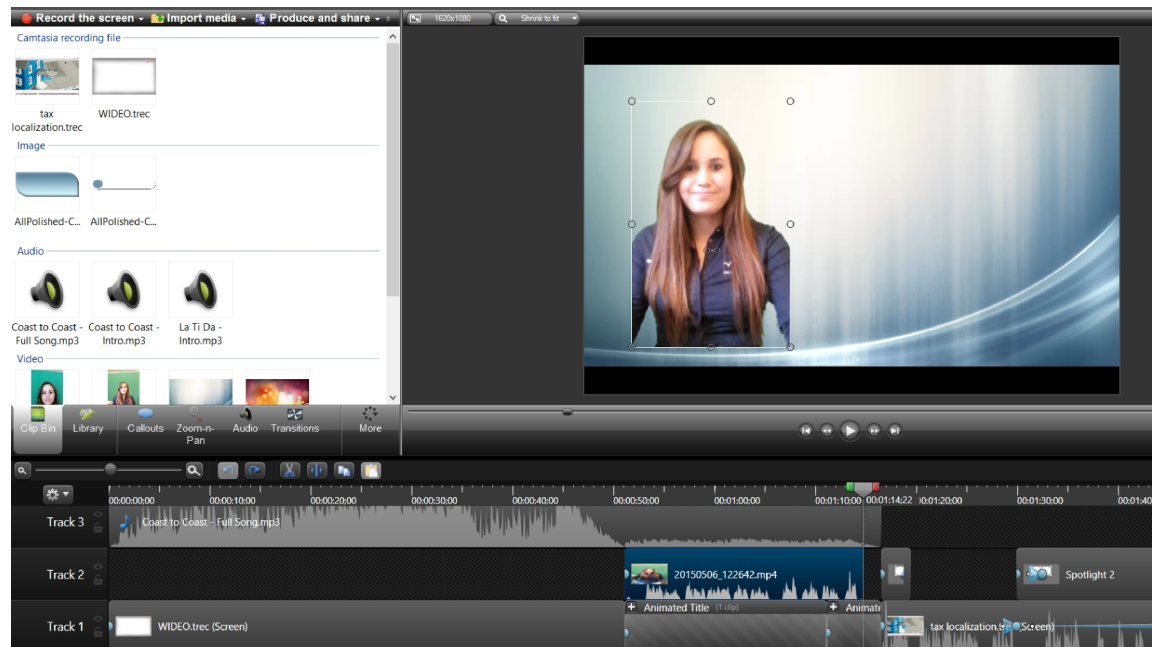 Record the screen Import media Produce and share
1620x1080 Shrink to fit
Camtasia recording file
tax
localization.trec
WIDEO.trec
Image
AllPolished-C... AllPolished-C...
Audio
Coast to Coast -
Full Song.mp3
Coast to Coast -
Intro.mp3
La Ti Da -
Intro.mp3
Video
Clip Bin Library Callouts Zoom-n-
Pan
Audio Transitions More
00:00:00;00 00:00:10;00 00:00:20;00 00:00:30;00 00:00:40;00 00:00:50;00 00:01:00;00 00:01:10;00 00:01:14;22 00:01:30;00
Track 3 Coast to Coast - Full Song.mp3
Track 2 20150506_122642.mp4 Spotlight 2
Animated Title (1 clip) Animate
Track 1 WIDEO.trec (Screen) tax localization.